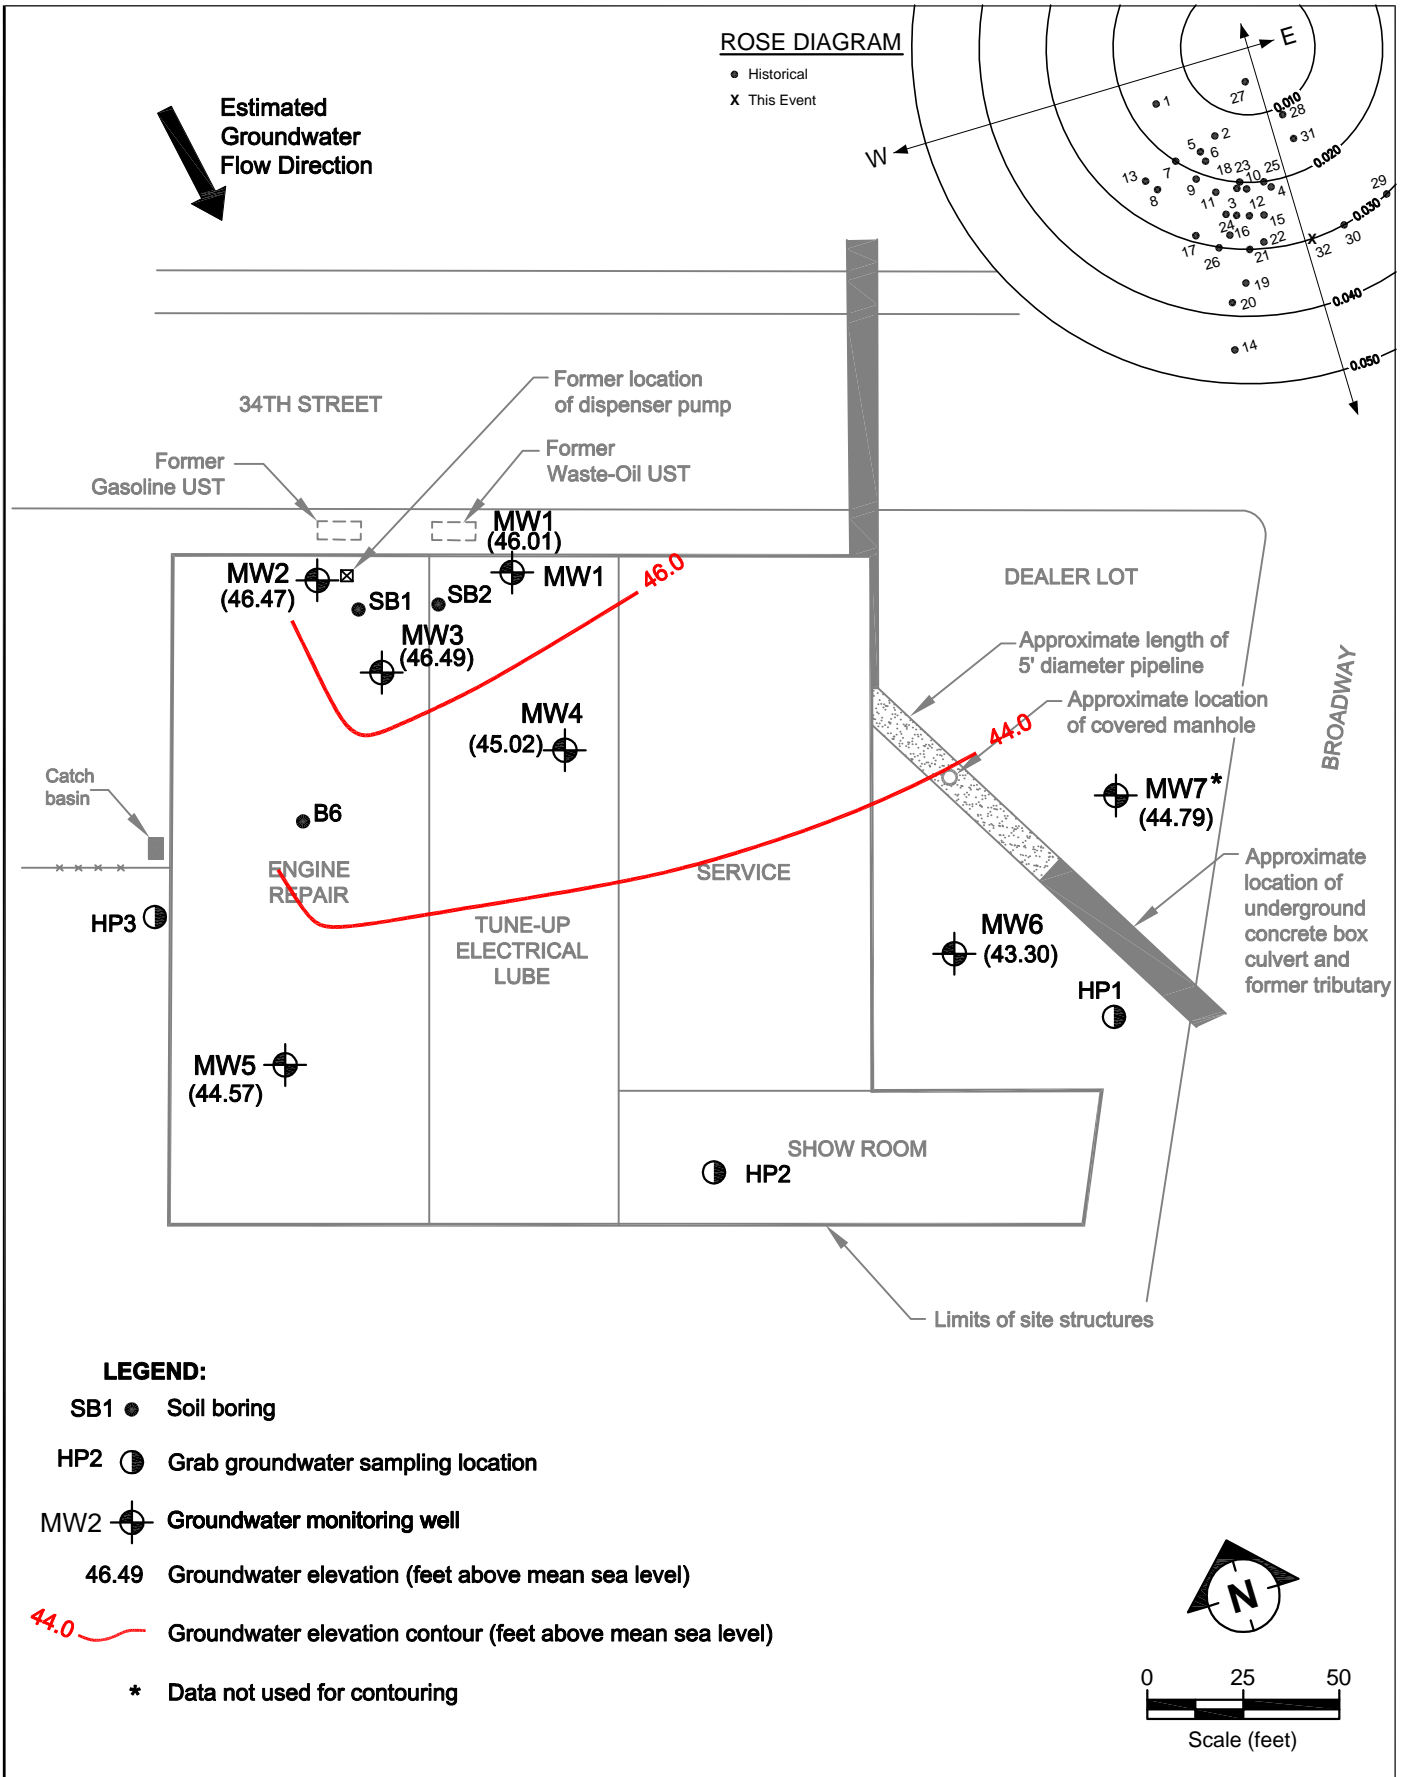 ROSE DIAGRAM
Historical
X This Event
E
W
0.010
0.020
0.030
0.040
0.050
1
2
3
4
5
6
7
8
9
10
11
12
13
14
15
16
17
18
19
20
21
22
23
24
25
26
27
28
29
30
31
32
x
Estimated
Groundwater
Flow Direction
34TH STREET
Former location
of dispenser pump
Former
Gasoline UST
Former
Waste-Oil UST
MW1
(46.01)
MW1
MW2
(46.47)
SB1
SB2
46.0
MW3
(46.49)
MW4
(45.02)
DEALER LOT
Approximate length of
5' diameter pipeline
Approximate location
of covered manhole
44.0
BROADWAY
MW7*
(44.79)
Catch
basin
B6
ENGINE
REPAIR
SERVICE
Approximate
location of
underground
concrete box
culvert and
former tributary
HP3
TUNE-UP
ELECTRICAL
LUBE
MW6
(43.30)
HP1
MW5
(44.57)
SHOW ROOM
HP2
Limits of site structures
LEGEND:
SB1 Soil boring
HP2 Grab groundwater sampling location
MW2 Groundwater monitoring well
46.49 Groundwater elevation (feet above mean sea level)
44.0 Groundwater elevation contour (feet above mean sea level)
* Data not used for contouring
N
0 25 50
Scale (feet)